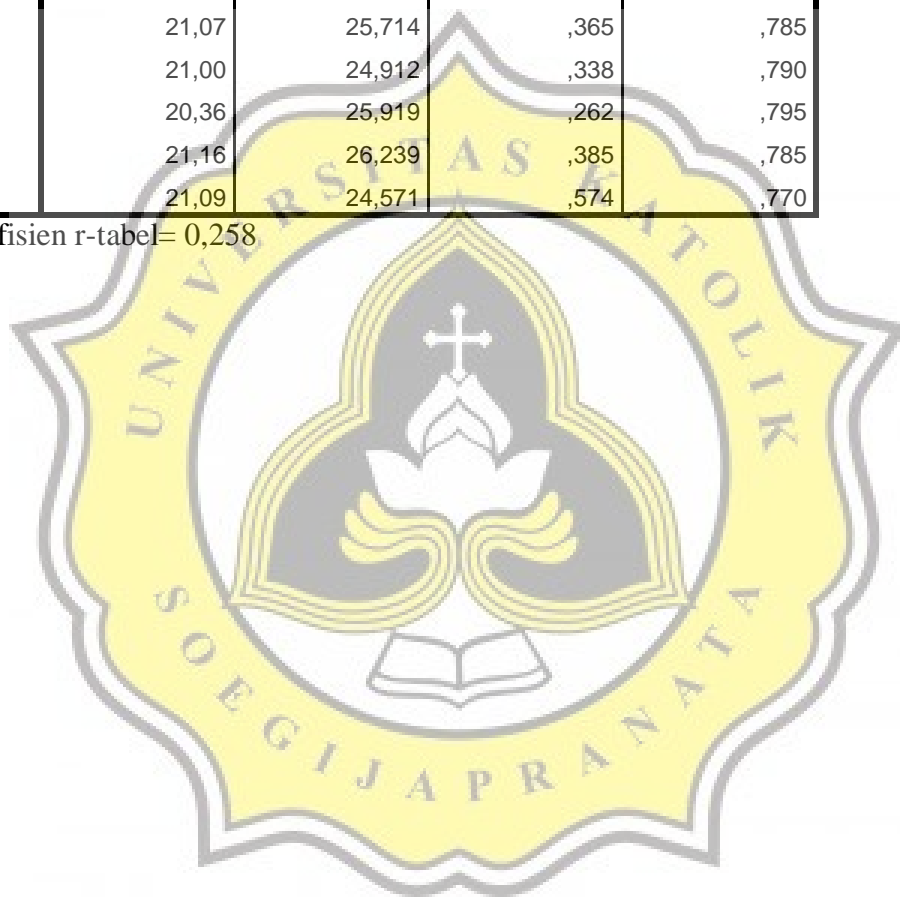 21,07 25,714 ,365 ,785
21,00 24,912 ,338 ,790
20,36 25,919 ,262 ,795
21,16 26,239 ,385 ,785
21,09 24,571 ,574 ,770
fisien r-tabel= 0,258
UNIVERSITAS KATOLIK
SOEGIJAPRANATA